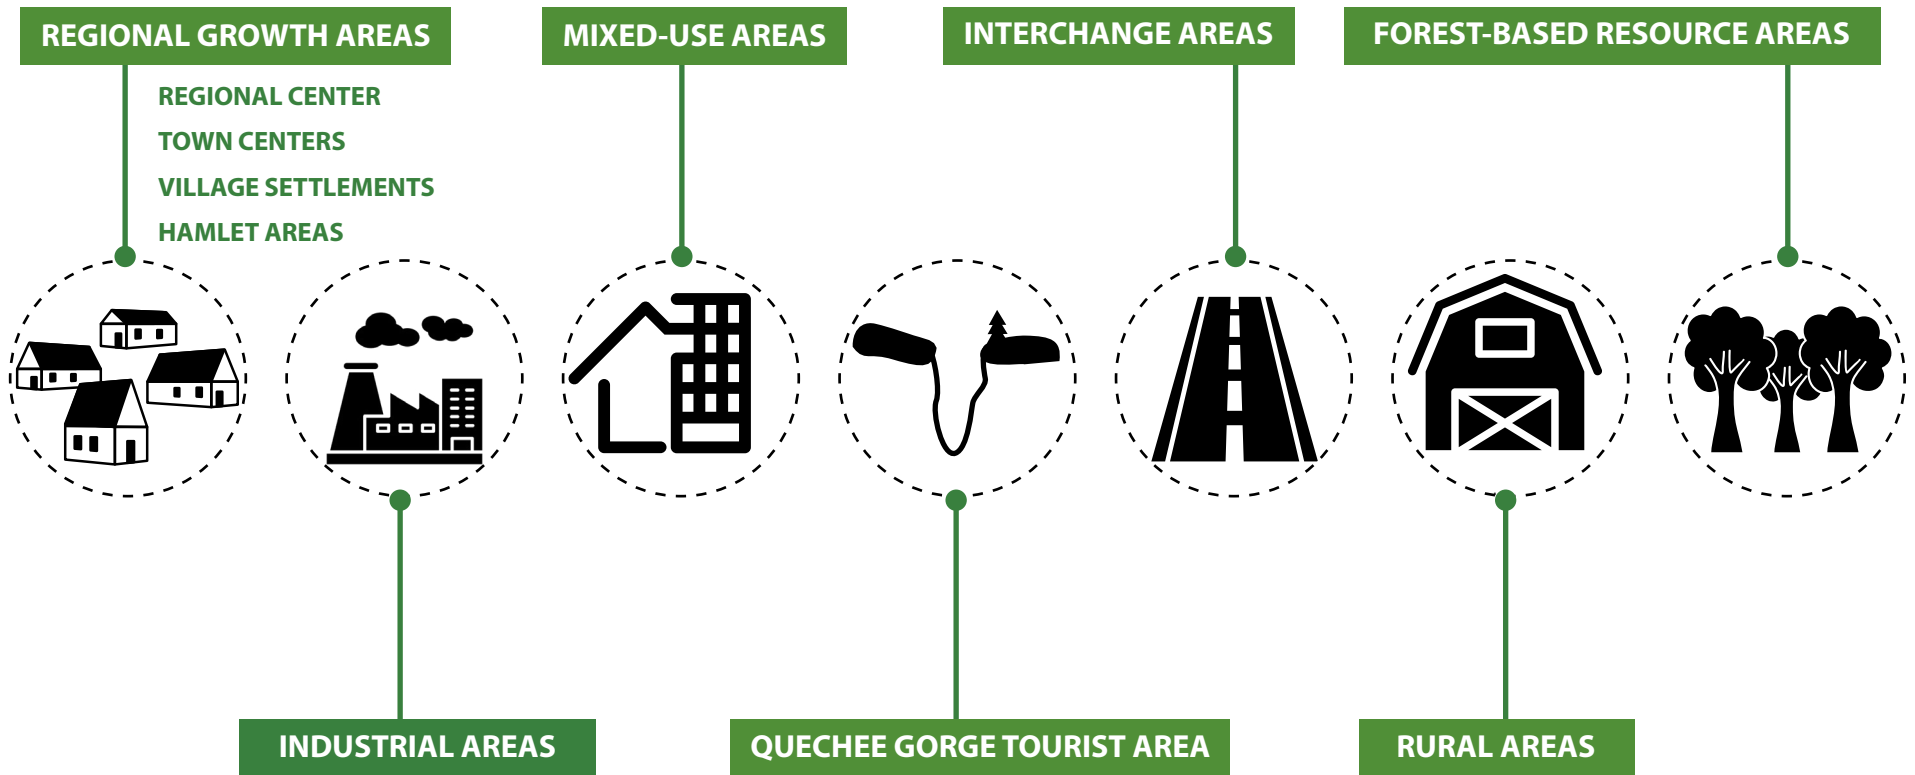 REGIONAL GROWTH AREAS
REGIONAL CENTER
TOWN CENTERS
VILLAGE SETTLEMENTS
HAMLET AREAS
MIXED-USE AREAS
INTERCHANGE AREAS
FOREST-BASED RESOURCE AREAS
INDUSTRIAL AREAS
QUECHEE GORGE TOURIST AREA
RURAL AREAS